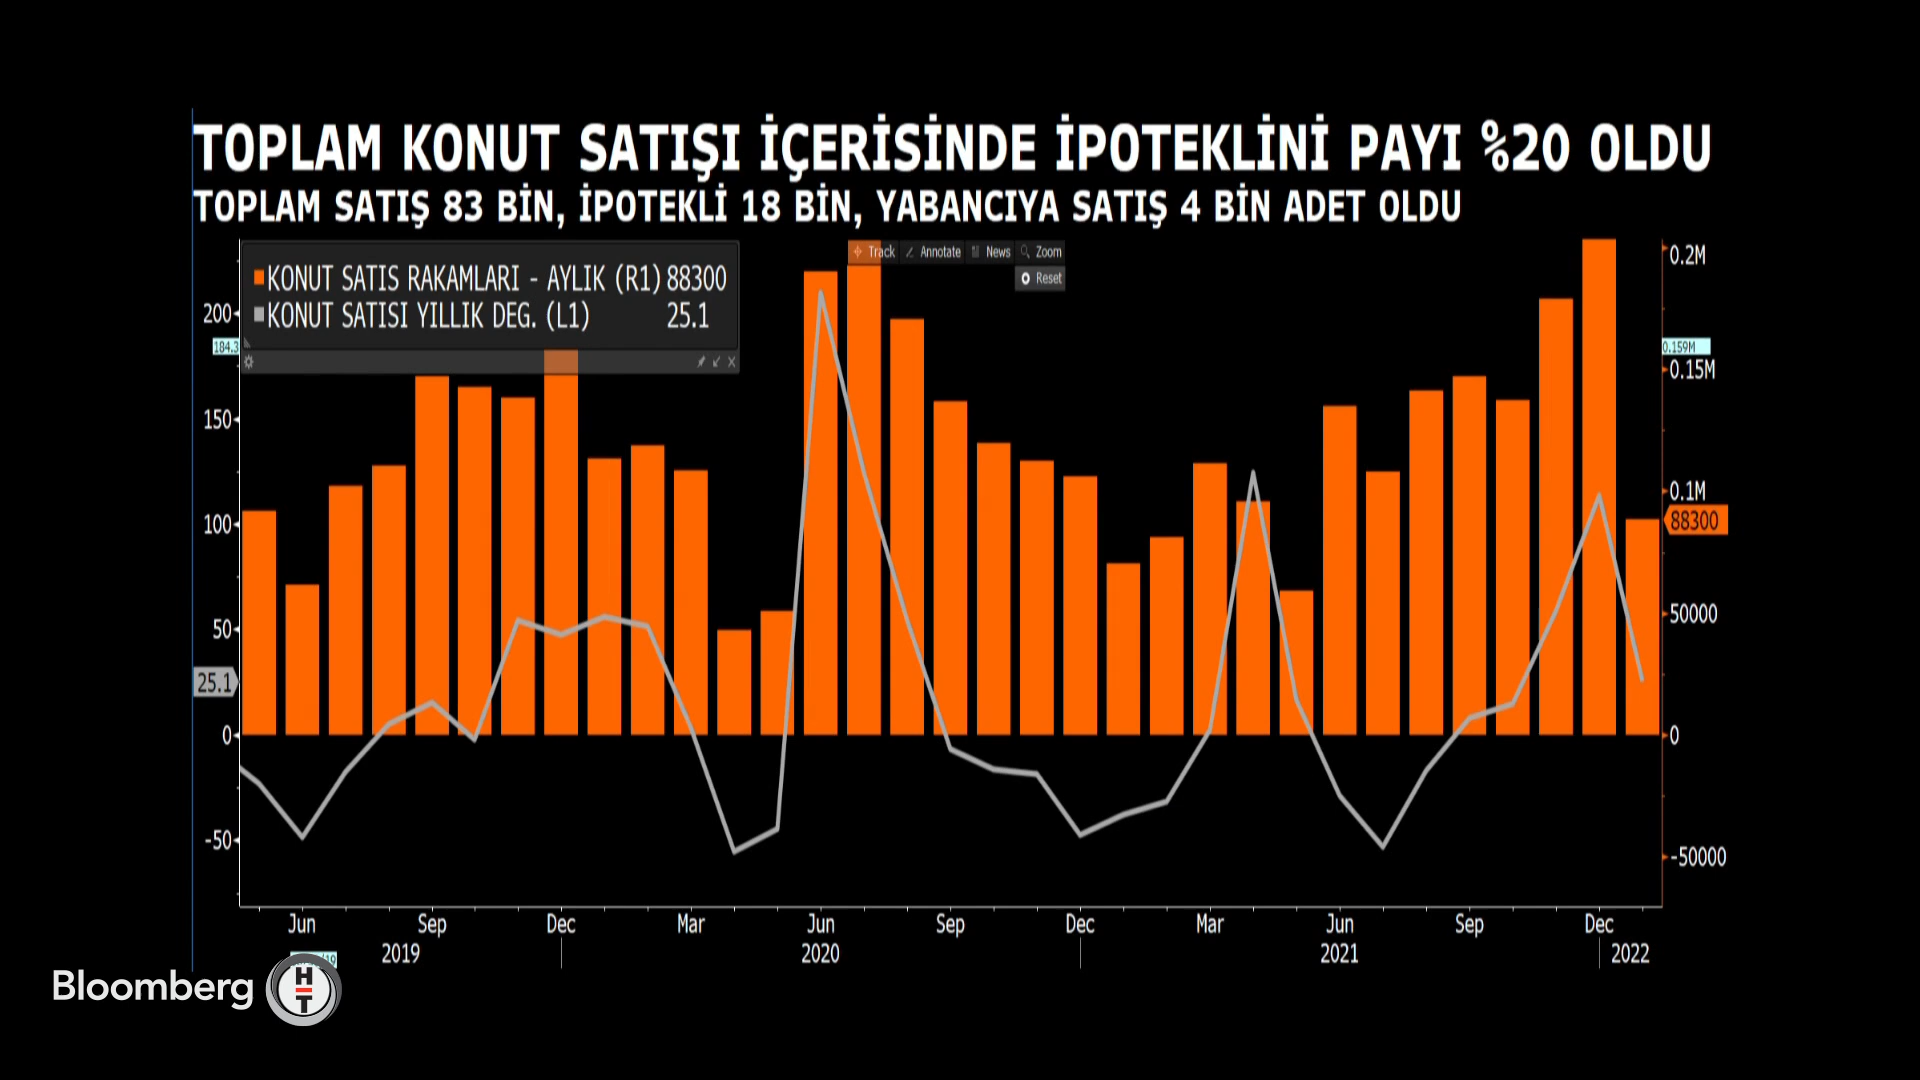 TOPLAM KONUT SATIŞI İÇERİSİNDE İPOTEKLİNİ PAYI %20 OLDU
TOPLAM SATIŞ 83 BİN, İPOTEKLİ 18 BİN, YABANCIYA SATIŞ 4 BİN ADET OLDU
Track Annotate News Zoom
Reset
KONUT SATIS RAKAMLARI - AYLIK (R1) 88300
KONUT SATISI YILLIK DEG. (L1) 25.1
200
184.3
150
100
50
25.1
0
-50
0.2M
0.159M
0.15M
0.1M
88300
50000
0
-50000
Jun Sep Dec Mar Jun Sep Dec Mar Jun Sep Dec
2019 2020 2021 2022
Bloomberg HT